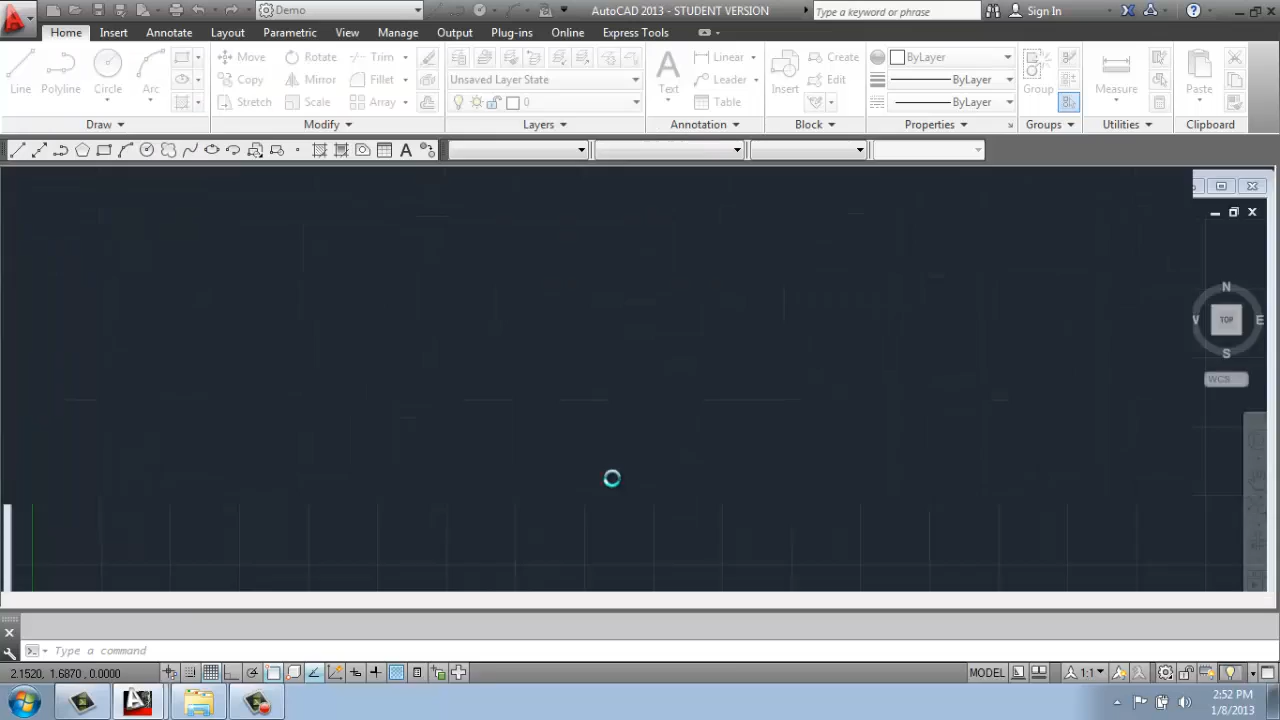 Demo
AutoCAD 2013 - STUDENT VERSION
Type a keyword or phrase
Sign In
Home
Insert
Annotate
Layout
Parametric
View
Manage
Output
Plug-ins
Online
Express Tools
Line
Polyline
Circle
Arc
Draw
Move
Rotate
Trim
Copy
Mirror
Fillet
Stretch
Scale
Array
Modify
Unsaved Layer State
0
Layers
Text
Linear
Leader
Table
Annotation
Insert
Create
Edit
Block
ByLayer
ByLayer
ByLayer
Properties
Group
Groups
Measure
Utilities
Paste
Clipboard
N
W
TOP
E
S
WCS
Type a command
2.1520, 1.6870, 0.0000
MODEL
1:1
2:52 PM
1/8/2013